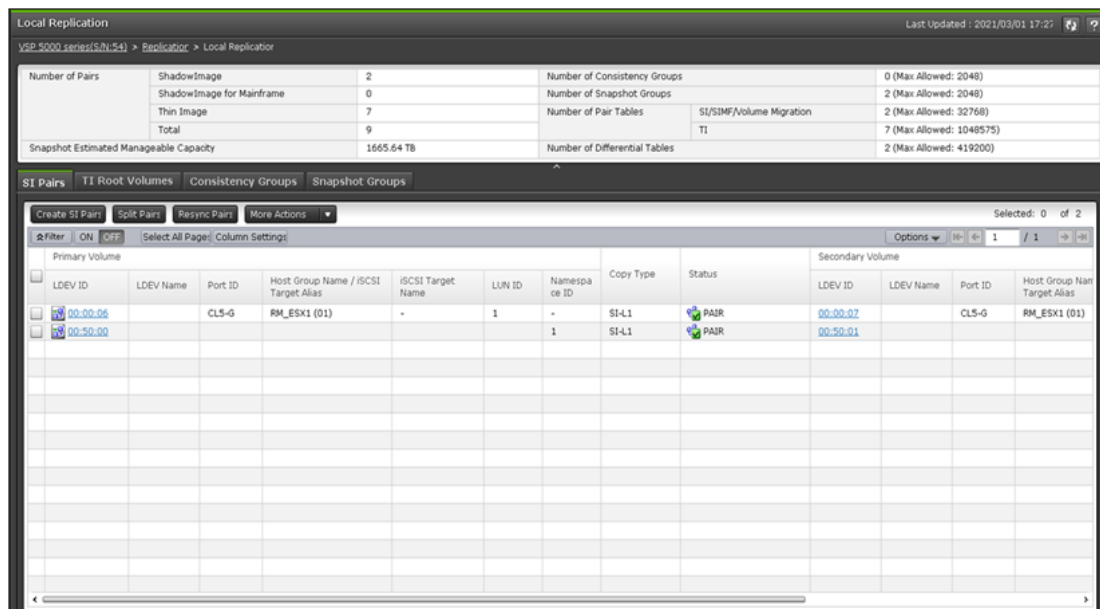 Local Replication
Last Updated : 2021/03/01 17:27
?
VSP 5000 series(S/N:54) > Replication > Local Replication
Number of Pairs ShadowImage 2 Number of Consistency Groups 0 (Max Allowed: 2048)
ShadowImage for Mainframe 0 Number of Snapshot Groups 2 (Max Allowed: 2048)
Thin Image 7 Number of Pair Tables SI/SIMF/Volume Migration 2 (Max Allowed: 32768)
Total 9 TI 7 (Max Allowed: 1048575)
Snapshot Estimated Manageable Capacity 1665.64 TB Number of Differential Tables 2 (Max Allowed: 419200)
SI Pairs TI Root Volumes Consistency Groups Snapshot Groups
Create SI Pairs Split Pairs Resync Pairs More Actions Selected: 0 of 2
Filter ON OFF Select All Pages Column Settings Options 1 / 1
Primary Volume Copy Type Status Secondary Volume
LDEV ID LDEV Name Port ID Host Group Name / iSCSI Target Alias iSCSI Target Name LUN ID Namespa ce ID LDEV ID LDEV Name Port ID Host Group Nam Target Alias
00:00:06 CL5-G RM_ESX1 (01) - 1 - SI-L1 PAIR 00:00:07 CL5-G RM_ESX1 (01)
00:50:00 1 SI-L1 PAIR 00:50:01